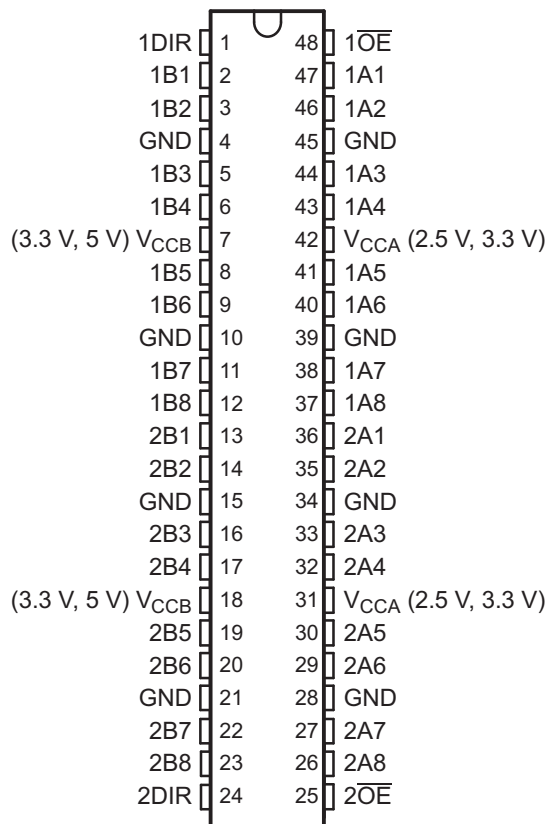 1DIR 1 48 1O̅E̅
1B1 2 47 1A1
1B2 3 46 1A2
GND 4 45 GND
1B3 5 44 1A3
1B4 6 43 1A4
(3.3 V, 5 V) VCCB 7 42 VCCA (2.5 V, 3.3 V)
1B5 8 41 1A5
1B6 9 40 1A6
GND 10 39 GND
1B7 11 38 1A7
1B8 12 37 1A8
2B1 13 36 2A1
2B2 14 35 2A2
GND 15 34 GND
2B3 16 33 2A3
2B4 17 32 2A4
(3.3 V, 5 V) VCCB 18 31 VCCA (2.5 V, 3.3 V)
2B5 19 30 2A5
2B6 20 29 2A6
GND 21 28 GND
2B7 22 27 2A7
2B8 23 26 2A8
2DIR 24 25 2O̅E̅